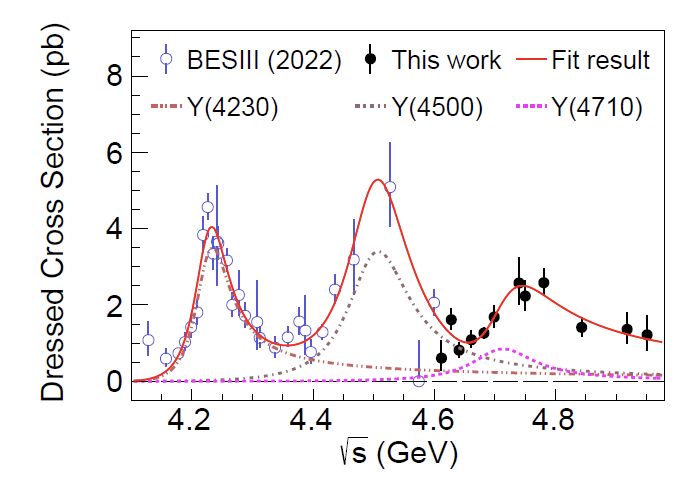 Dressed Cross Section (pb)
BESIII (2022) This work Fit result
Y(4230) Y(4500) Y(4710)
8
6
4
2
0
4.2 4.4 4.6 4.8
√s (GeV)